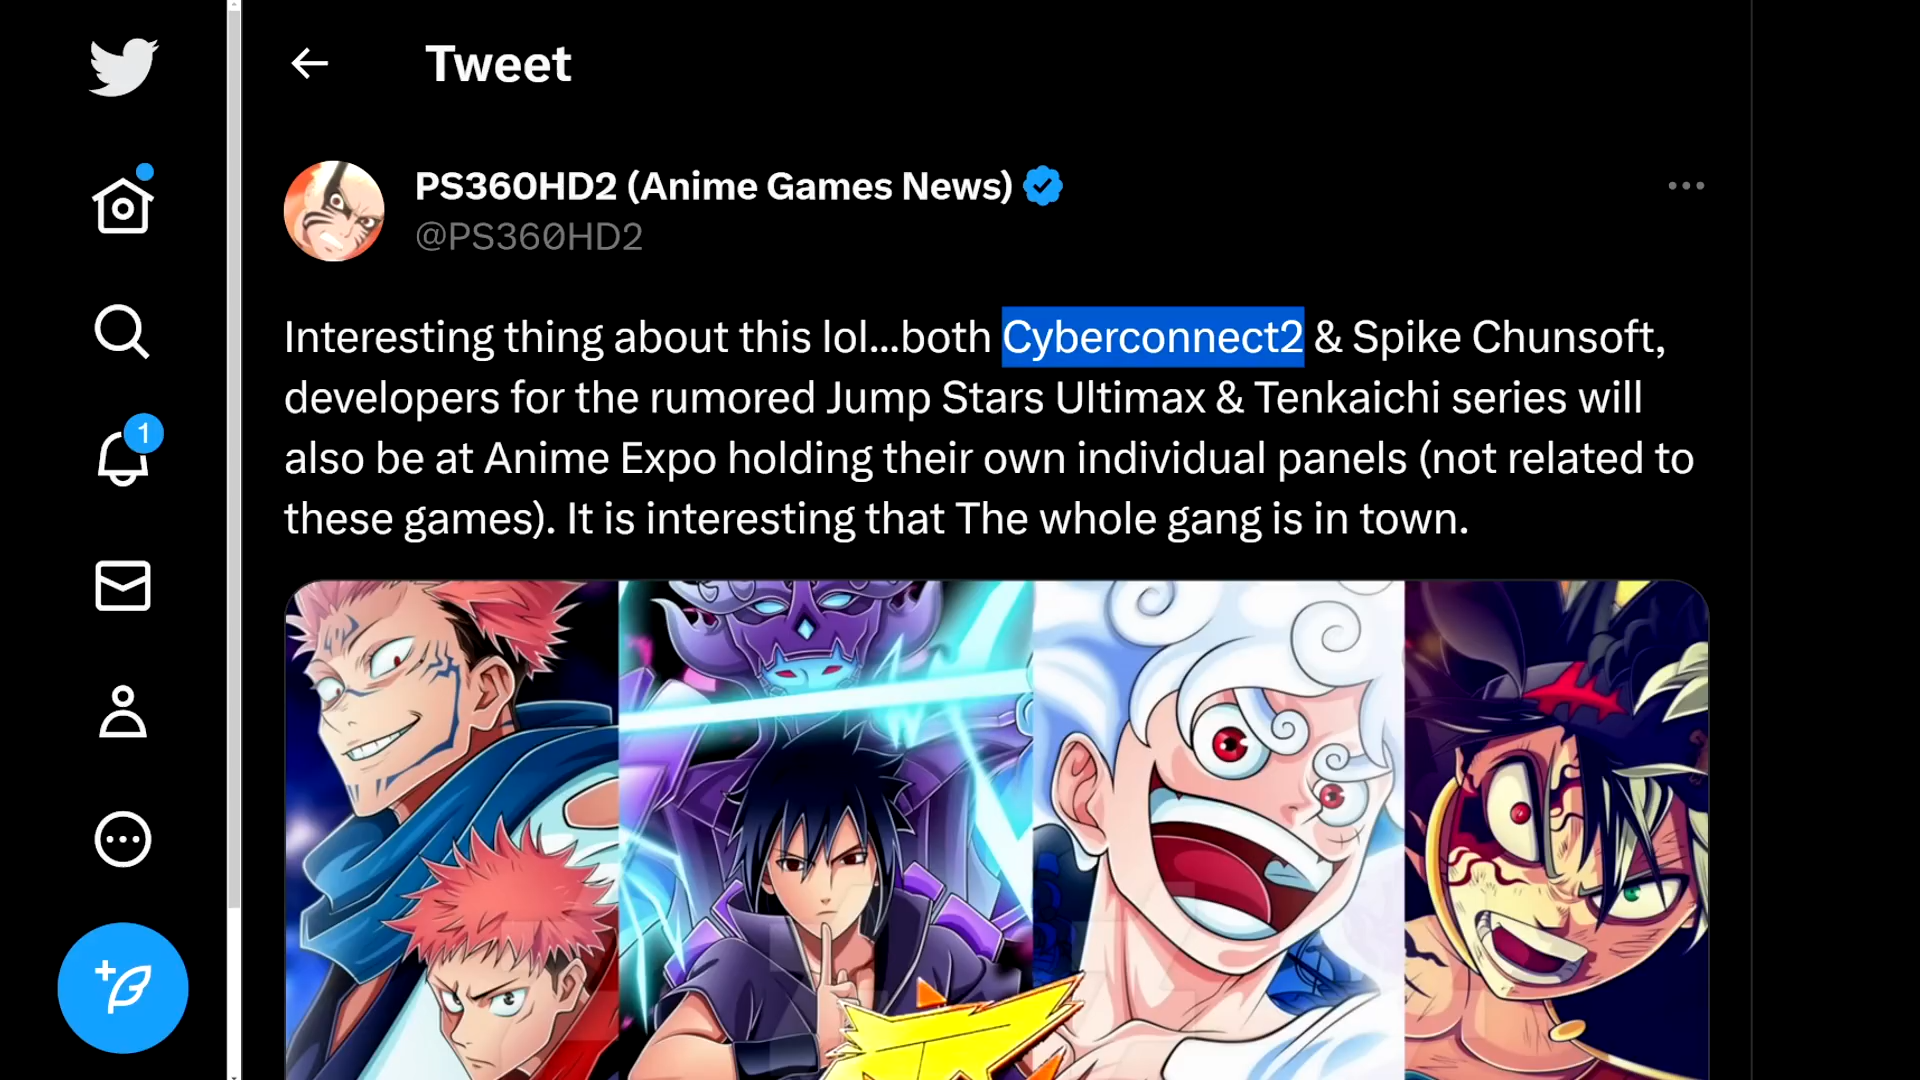 Tweet
PS360HD2 (Anime Games News)
@PS360HD2
Interesting thing about this lol...both Cyberconnect2 & Spike Chunsoft,
developers for the rumored Jump Stars Ultimax & Tenkaichi series will
also be at Anime Expo holding their own individual panels (not related to
these games). It is interesting that The whole gang is in town.
1